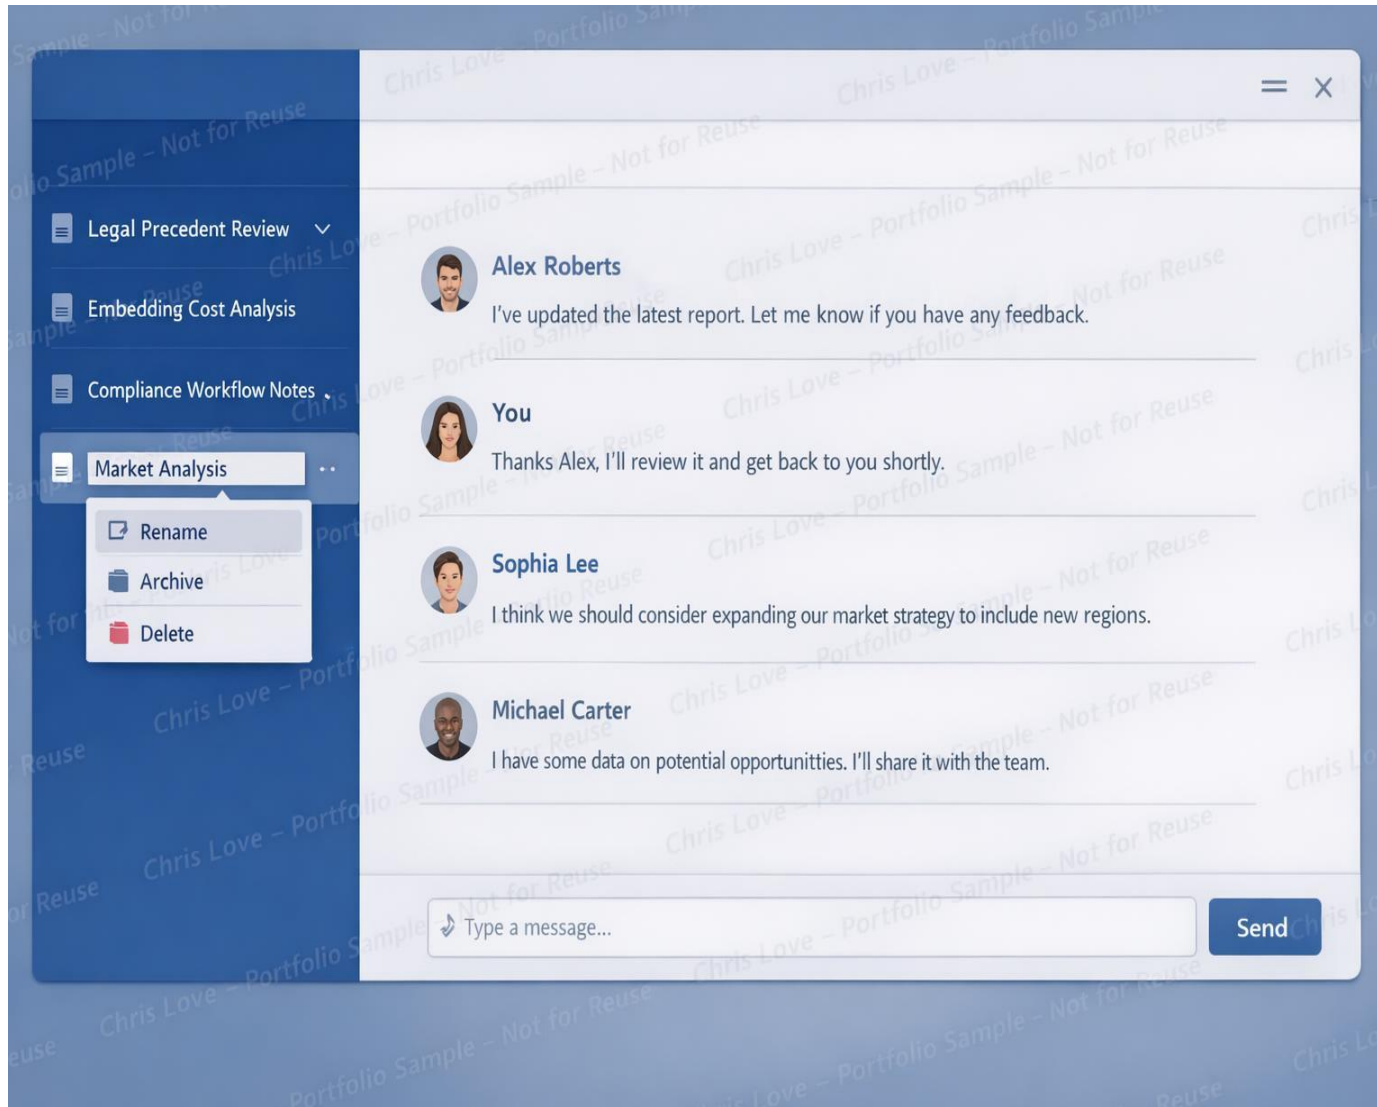 Legal Precedent Review
Embedding Cost Analysis
Compliance Workflow Notes
Market Analysis
Rename
Archive
Delete
Alex Roberts
I've updated the latest report. Let me know if you have any feedback.
You
Thanks Alex, I'll review it and get back to you shortly.
Sophia Lee
I think we should consider expanding our market strategy to include new regions.
Michael Carter
I have some data on potential opportunitties. I'll share it with the team.
Type a message...
Send
Chris Love – Portfolio Sample – Not for Reuse